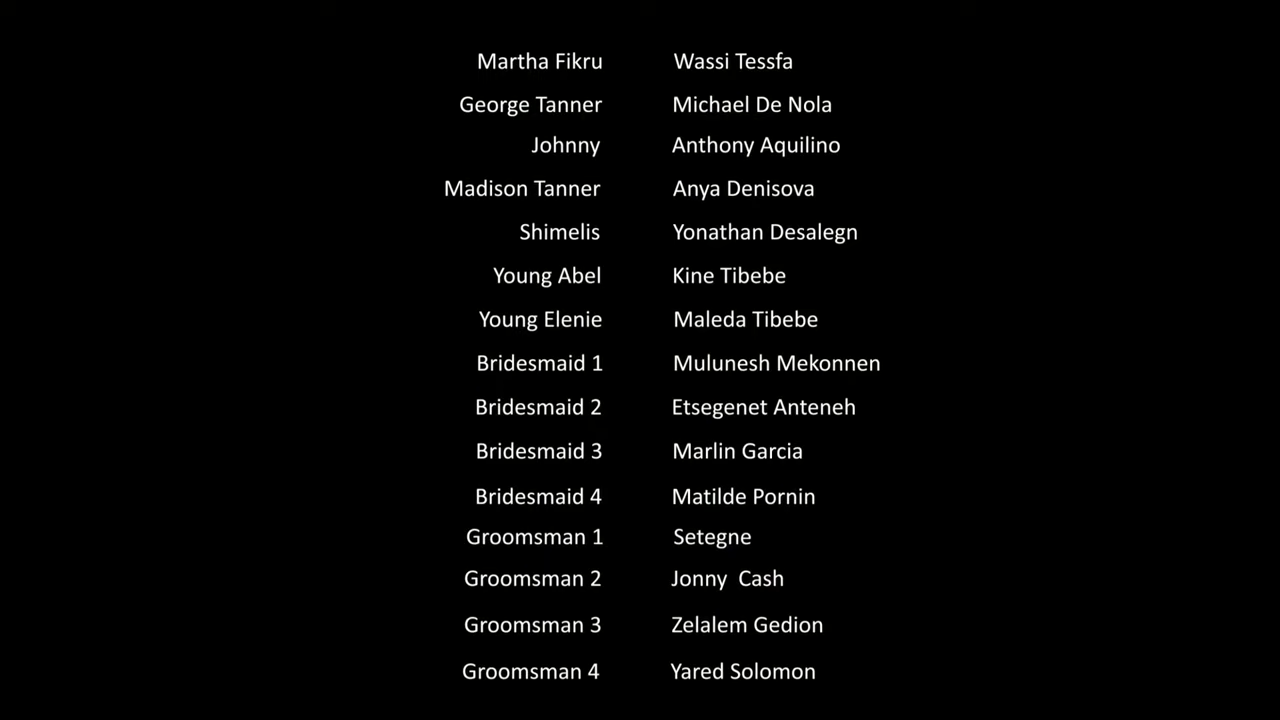 Martha Fikru Wassi Tessfa
George Tanner Michael De Nola
Johnny Anthony Aquilino
Madison Tanner Anya Denisova
Shimelis Yonathan Desalegn
Young Abel Kine Tibebe
Young Elenie Maleda Tibebe
Bridesmaid 1 Mulunesh Mekonnen
Bridesmaid 2 Etsegenet Anteneh
Bridesmaid 3 Marlin Garcia
Bridesmaid 4 Matilde Pornin
Groomsman 1 Setegne
Groomsman 2 Jonny Cash
Groomsman 3 Zelalem Gedion
Groomsman 4 Yared Solomon